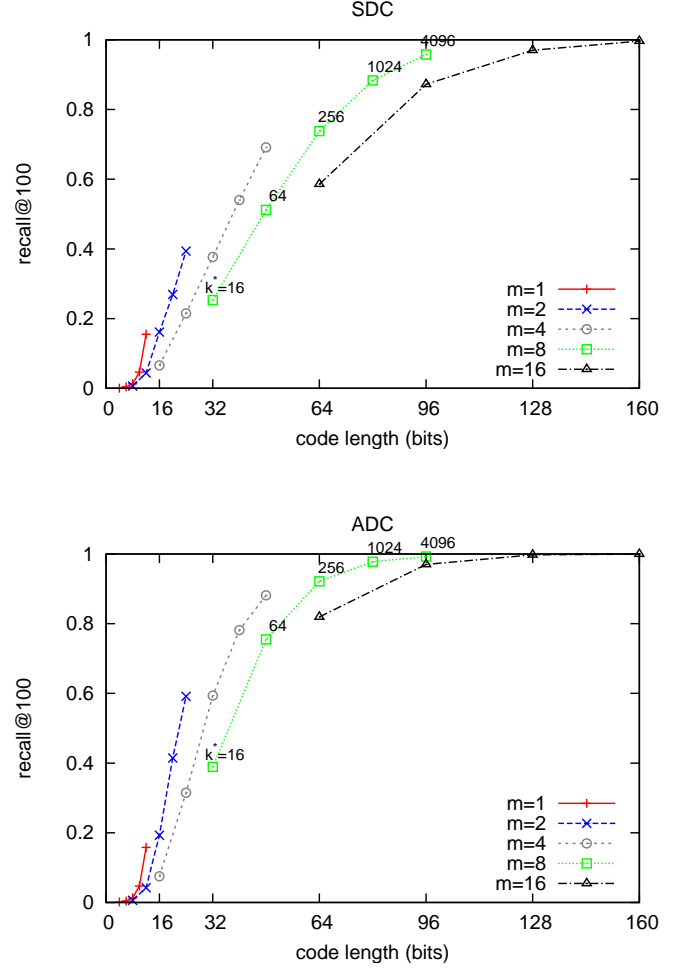 SDC
1
0.8
0.6
0.4
0.2
0
recall@100
4096
1024
256
64
k*=16
m=1
m=2
m=4
m=8
m=16
0 16 32 64 96 128 160
code length (bits)
ADC
1
0.8
0.6
0.4
0.2
0
recall@100
4096
1024
256
64
k*=16
m=1
m=2
m=4
m=8
m=16
0 16 32 64 96 128 160
code length (bits)